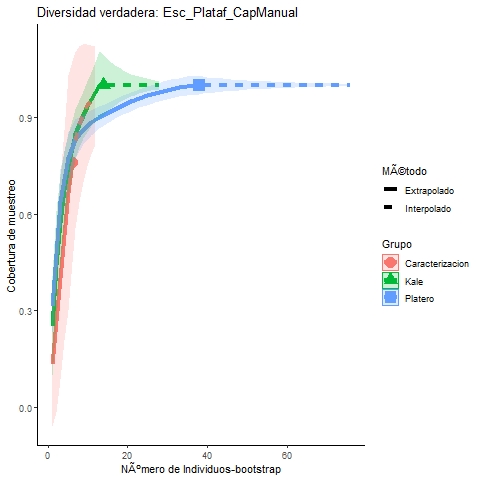 Diversidad verdadera: Esc_Plataf_CapManual
Cobertura de muestreo
0.9
0.6
0.3
0.0
0
20
40
60
NÃºmero de Individuos-bootstrap
MÃ©todo
Extrapolado
Interpolado
Grupo
Caracterizacion
Kale
Platero